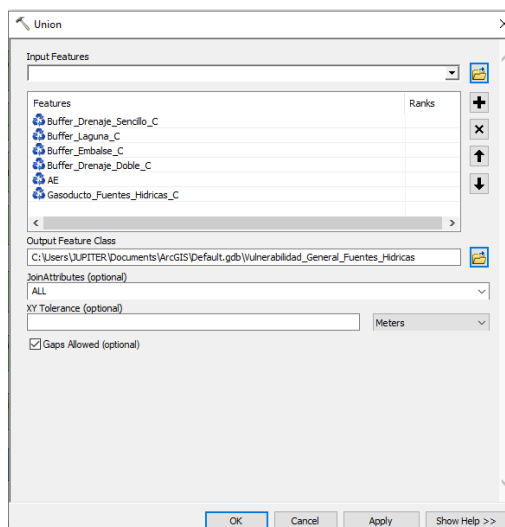 Union
Input Features
Features Ranks
Buffer_Drenaje_Sencillo_C
Buffer_Laguna_C
Buffer_Embalse_C
Buffer_Drenaje_Doble_C
AE
Gasoducto_Fuentes_Hidricas_C
Output Feature Class
C:\Users\JUPITER\Documents\ArcGIS\Default.gdb\Vulnerabilidad_General_Fuentes_Hidricas
JoinAttributes (optional)
ALL
XY Tolerance (optional)
Meters
Gaps Allowed (optional)
OK Cancel Apply Show Help >>